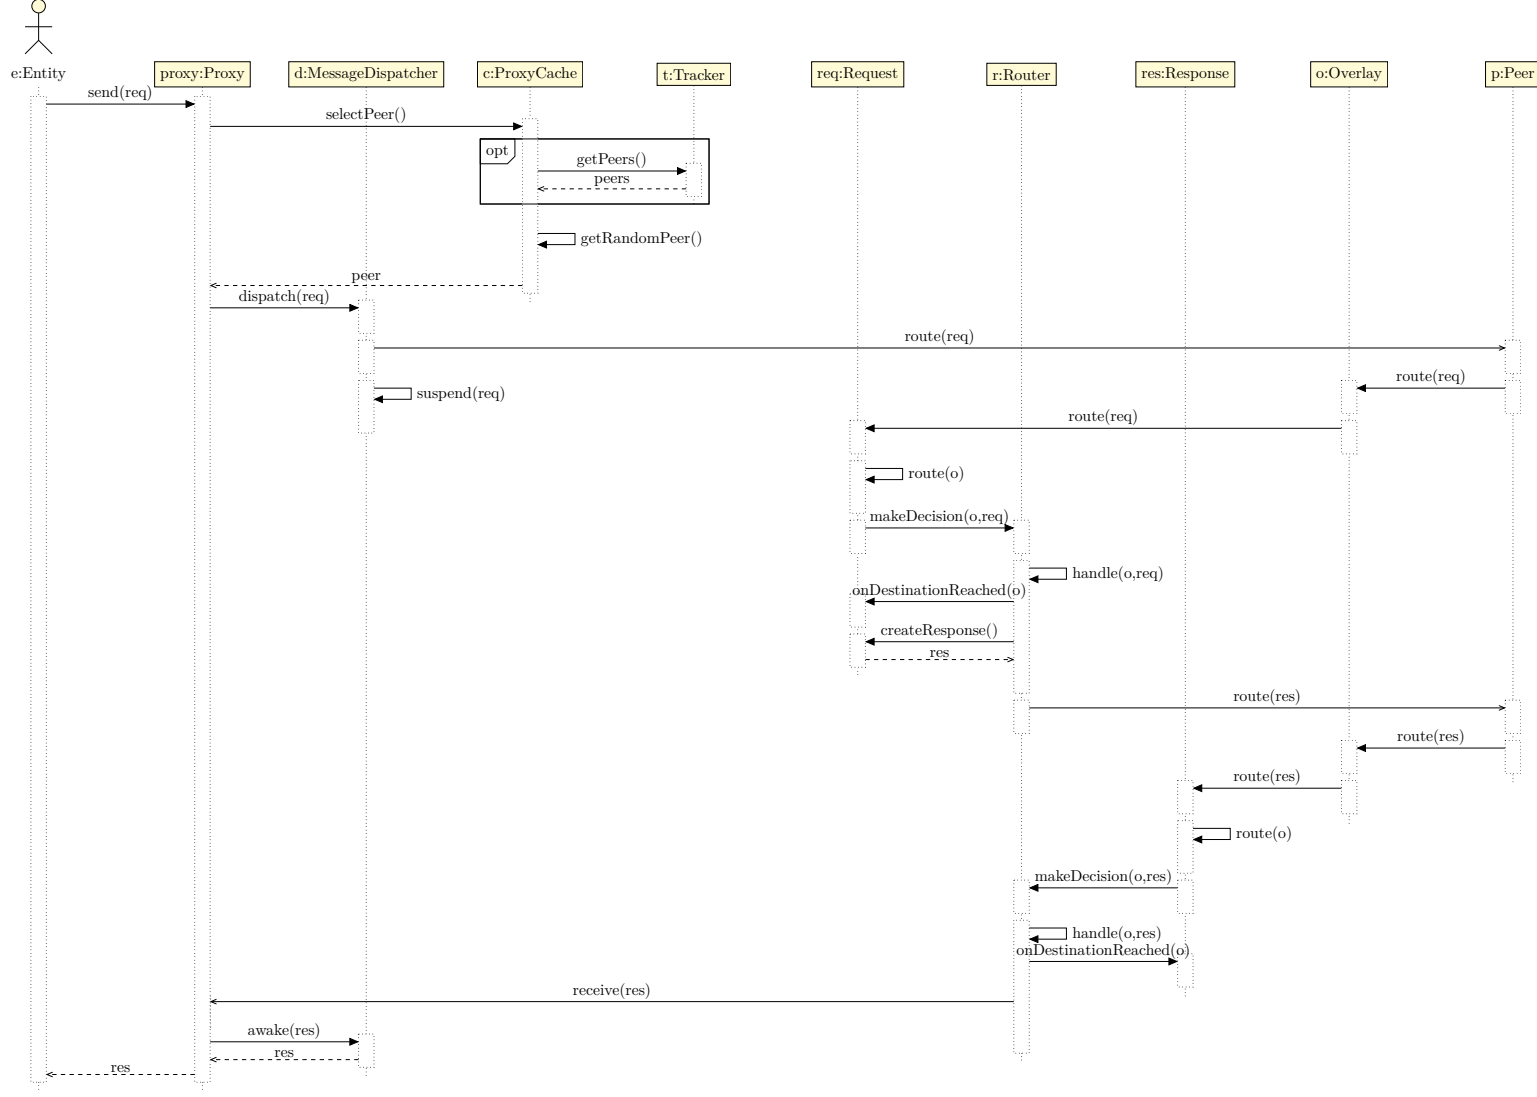 e:Entity
proxy:Proxy
d:MessageDispatcher
c:ProxyCache
t:Tracker
req:Request
r:Router
res:Response
o:Overlay
p:Peer
send(req)
selectPeer()
opt
getPeers()
peers
getRandomPeer()
peer
dispatch(req)
route(req)
route(req)
suspend(req)
route(req)
route(o)
makeDecision(o,req)
handle(o,req)
onDestinationReached(o)
createResponse()
res
route(res)
route(res)
route(res)
route(o)
makeDecision(o,res)
handle(o,res)
onDestinationReached(o)
receive(res)
awake(res)
res
res